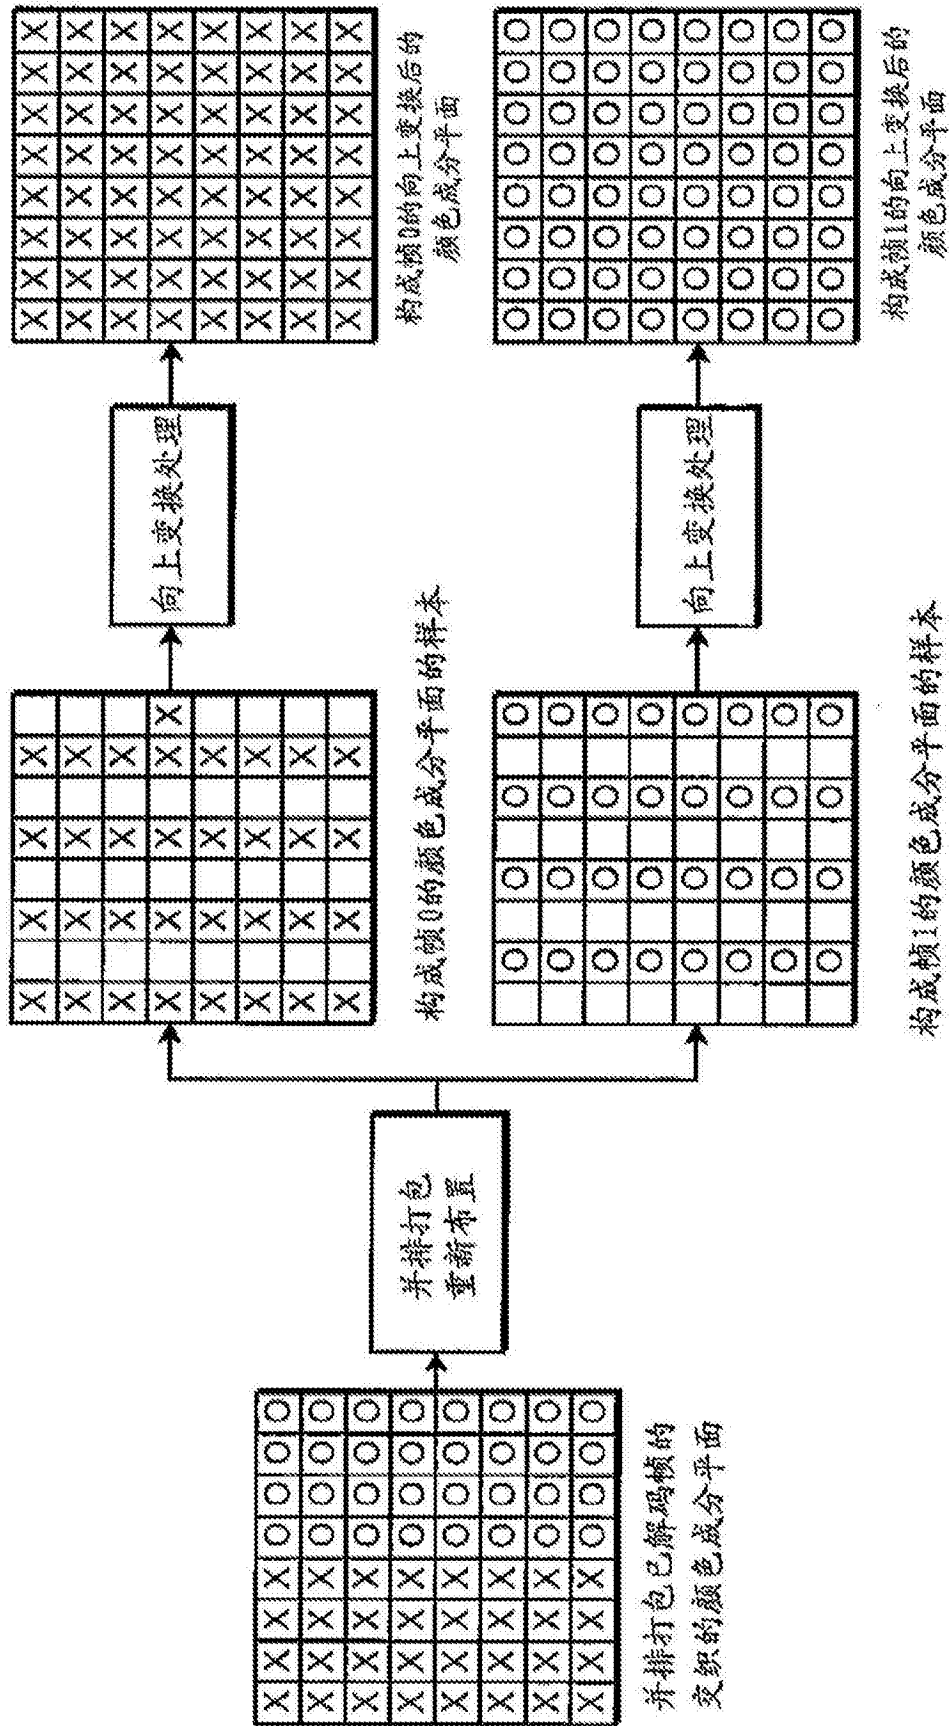 并排打包已解码帧的
交织的颜色成分平面
并排打包
重新布置
构成帧0的颜色成分平面的样本
向上变换处理
构成帧0的向上变换后的
颜色成分平面
构成帧1的颜色成分平面的样本
向上变换处理
构成帧1的向上变换后的
颜色成分平面